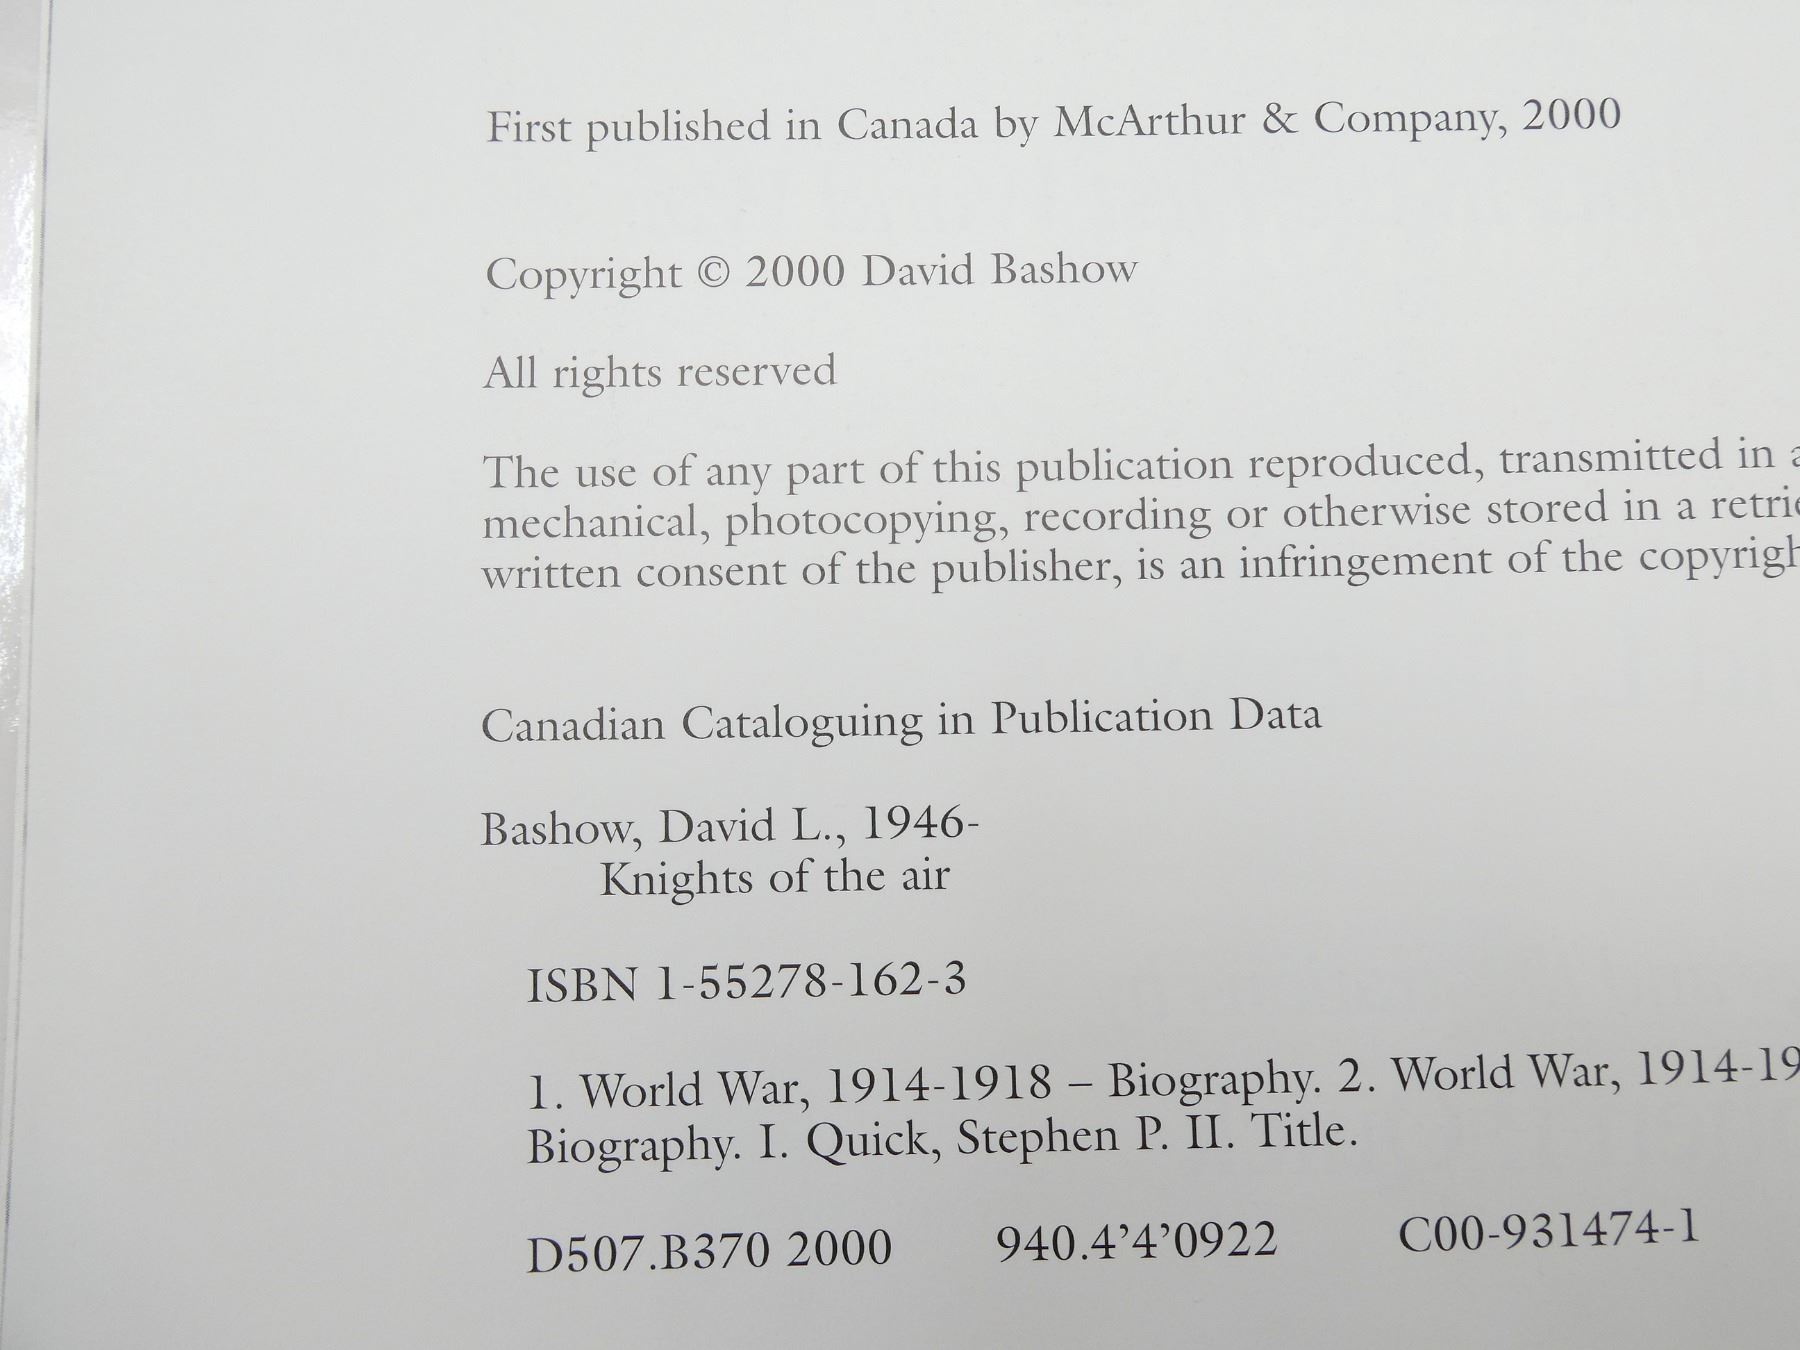 First published in Canada by McArthur & Company, 2000
Copyright © 2000 David Bashow
All rights reserved
The use of any part of this publication reproduced, transmitted in
mechanical, photocopying, recording or otherwise stored in a
written consent of the publisher, is an infringement of the
Canadian Cataloguing in Publication Data
Bashow, David L., 1946-
Knights of the air
ISBN 1-55278-162-3
1. World War, 1914-1918 – Biography. 2. World War, 1914-19
Biography. I. Quick, Stephen P. II. Title.
D507.B370 2000 940.4’4’0922 C00-931474-1